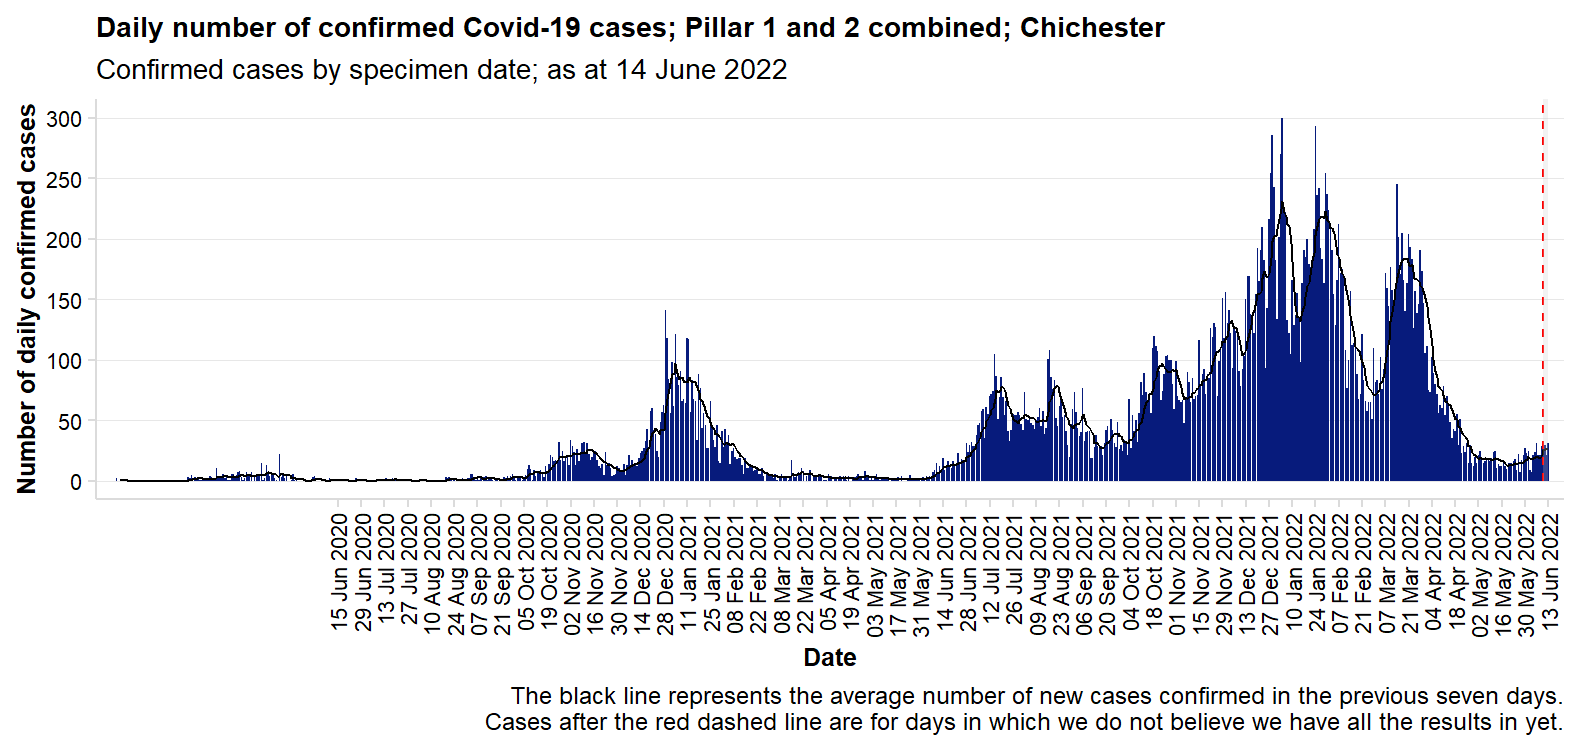 Daily number of confirmed Covid-19 cases; Pillar 1 and 2 combined; Chichester
Confirmed cases by specimen date; as at 14 June 2022
Number of daily confirmed cases
300
250
200
150
100
50
0
15 Jun 2020
29 Jun 2020
13 Jul 2020
27 Jul 2020
10 Aug 2020
24 Aug 2020
07 Sep 2020
21 Sep 2020
05 Oct 2020
19 Oct 2020
02 Nov 2020
16 Nov 2020
30 Nov 2020
14 Dec 2020
28 Dec 2020
11 Jan 2021
25 Jan 2021
08 Feb 2021
22 Feb 2021
08 Mar 2021
22 Mar 2021
05 Apr 2021
19 Apr 2021
03 May 2021
17 May 2021
31 May 2021
14 Jun 2021
28 Jun 2021
12 Jul 2021
26 Jul 2021
09 Aug 2021
23 Aug 2021
06 Sep 2021
20 Sep 2021
04 Oct 2021
18 Oct 2021
01 Nov 2021
15 Nov 2021
29 Nov 2021
13 Dec 2021
27 Dec 2021
10 Jan 2022
24 Jan 2022
07 Feb 2022
21 Feb 2022
07 Mar 2022
21 Mar 2022
04 Apr 2022
18 Apr 2022
02 May 2022
16 May 2022
30 May 2022
13 Jun 2022
Date
The black line represents the average number of new cases confirmed in the previous seven days.
Cases after the red dashed line are for days in which we do not believe we have all the results in yet.